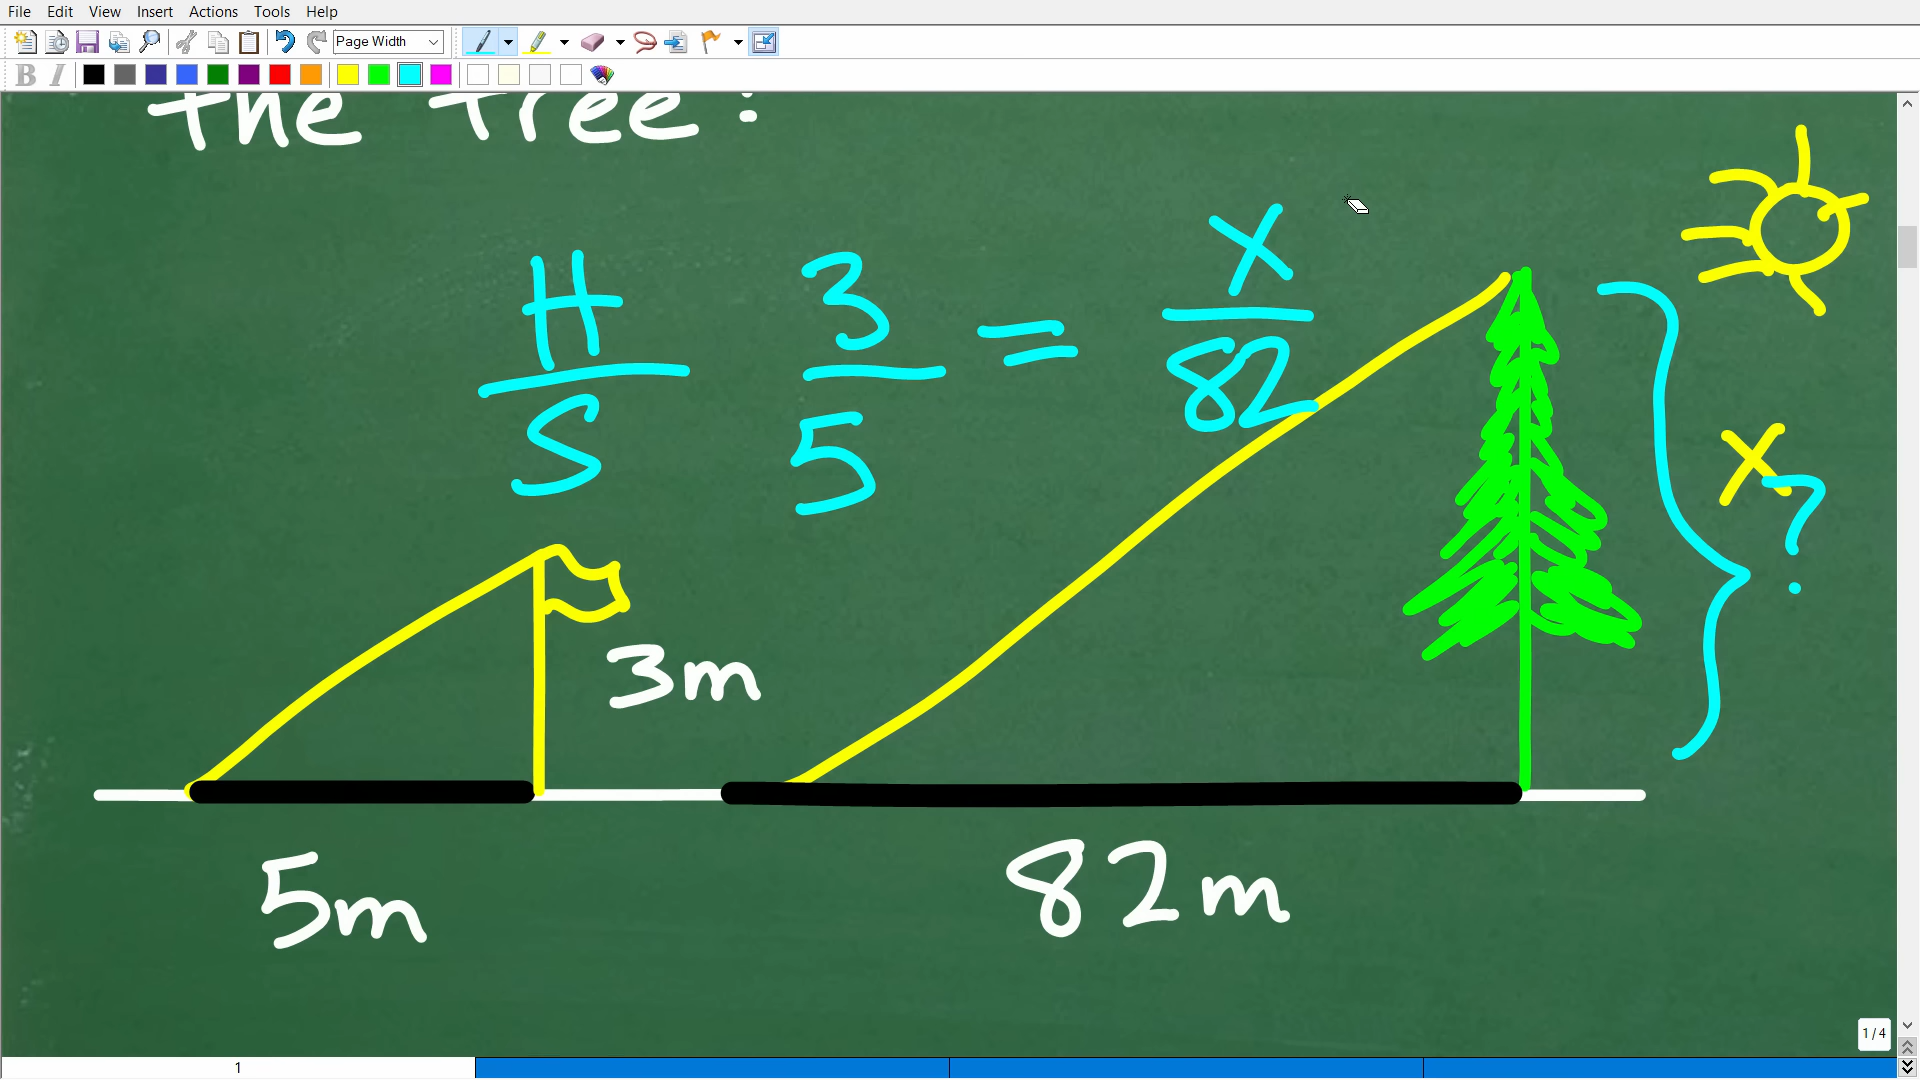 File Edit View Insert Actions Tools Help
Page Width
B I
the tree?
H/S 3/5 = X/82
X?
3m
5m
82m
1 / 4
1